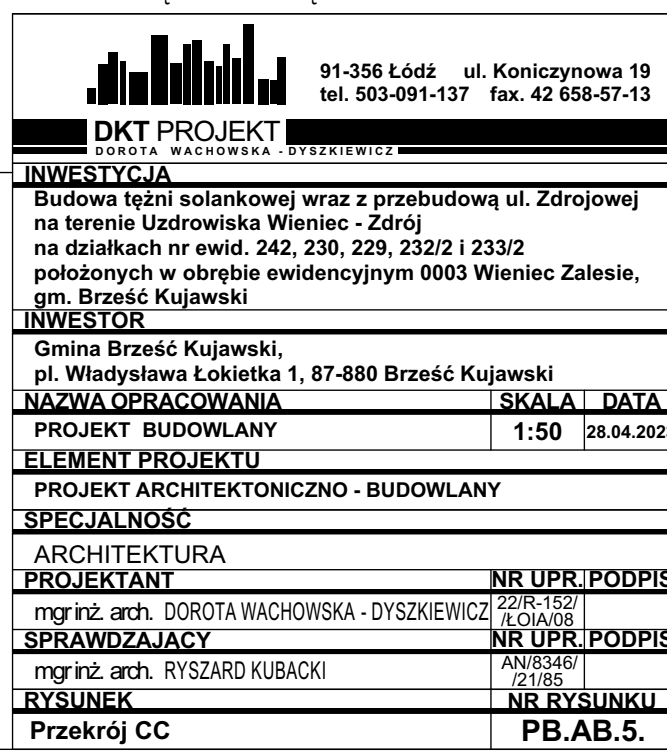 91-356 Łódź ul. Koniczynowa 19
tel. 503-091-137 fax. 42 658-57-13
DKT PROJEKT
DOROTA WACHOWSKA - DYSZKIEWICZ
INWESTYCJA
Budowa tężni solankowej wraz z przebudową ul. Zdrojowej
na terenie Uzdrowiska Wieniec - Zdrój
na działkach nr ewid. 242, 230, 229, 232/2 i 233/2
położonych w obrębie ewidencyjnym 0003 Wieniec Zalesie,
gm. Brześć Kujawski
INWESTOR
Gmina Brześć Kujawski,
pl. Władysława Łokietka 1, 87-880 Brześć Kujawski
NAZWA OPRACOWANIA SKALA DATA
PROJEKT BUDOWLANY 1:50 28.04.2023
ELEMENT PROJEKTU
PROJEKT ARCHITEKTONICZNO - BUDOWLANY
SPECJALNOŚĆ
ARCHITEKTURA
PROJEKTANT NR UPR. PODPIS
mgr inż. arch. DOROTA WACHOWSKA - DYSZKIEWICZ 22/R-152/
/ŁOIA/08
SPRAWDZAJĄCY NR UPR. PODPIS
mgr inż. arch. RYSZARD KUBACKI AN/8346/
/21/85
RYSUNEK NR RYSUNKU
Przekrój CC PB.AB.5.